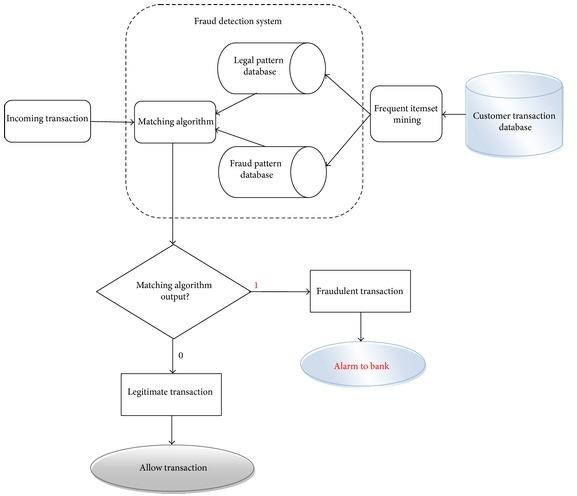 Fraud detection system
Legal pattern
database
Incoming transaction
Matching algorithm
Frequent itemset
mining
Customer transaction
database
Fraud pattern
database
Matching algorithm
output?
1
Fraudulent transaction
0
Alarm to bank
Legitimate transaction
Allow transaction